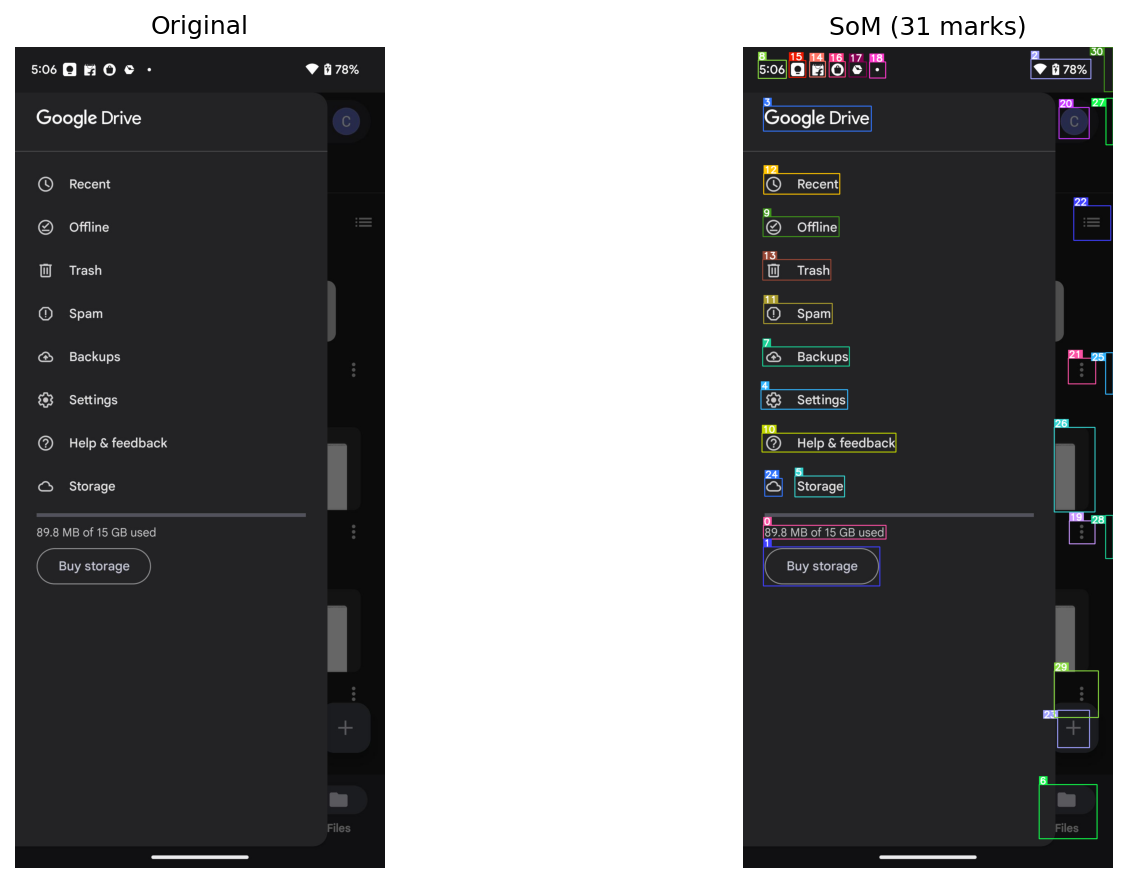 Original
5:06
78%
Google Drive
C
Recent
Offline
Trash
Spam
Backups
Settings
Help & feedback
Storage
89.8 MB of 15 GB used
Buy storage
Files
SoM (31 marks)
8
15
14
16
17
18
2
30
5:06
78%
3
20
27
Google Drive
C
12
Recent
22
9
Offline
13
Trash
11
Spam
7
21
25
Backups
4
Settings
10
26
Help & feedback
24
5
Storage
0
19
28
89.8 MB of 15 GB used
1
Buy storage
29
23
6
Files